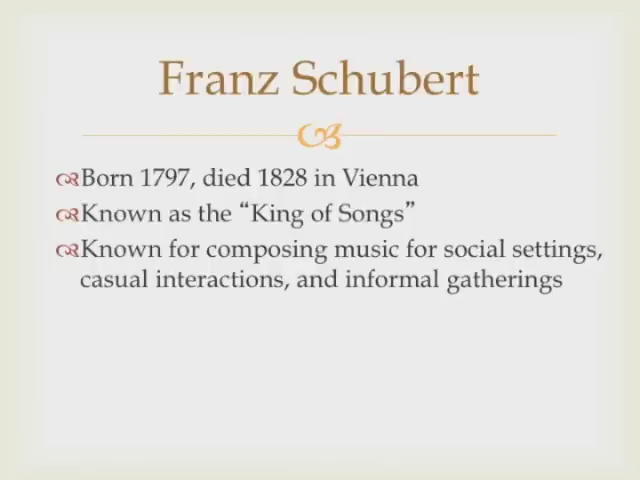 Franz Schubert
Born 1797, died 1828 in Vienna
Known as the “King of Songs”
Known for composing music for social settings,
casual interactions, and informal gatherings